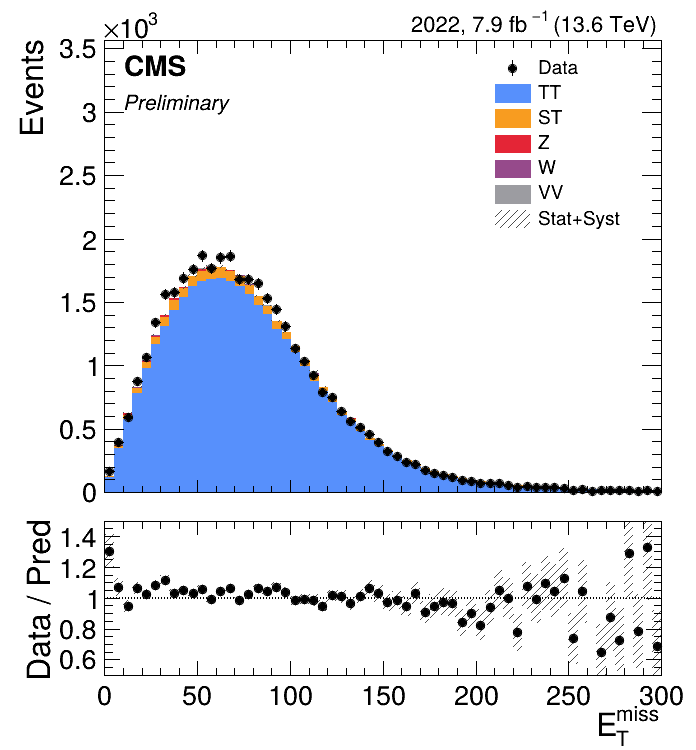 ×10³
2022, 7.9 fb⁻¹ (13.6 TeV)
CMS
Preliminary
Events
3.5
3
2.5
2
1.5
1
0.5
0
Data
TT
ST
Z
W
VV
Stat+Syst
Data / Pred
1.4
1.2
1
0.8
0.6
0 50 100 150 200 250 300
E_T^miss